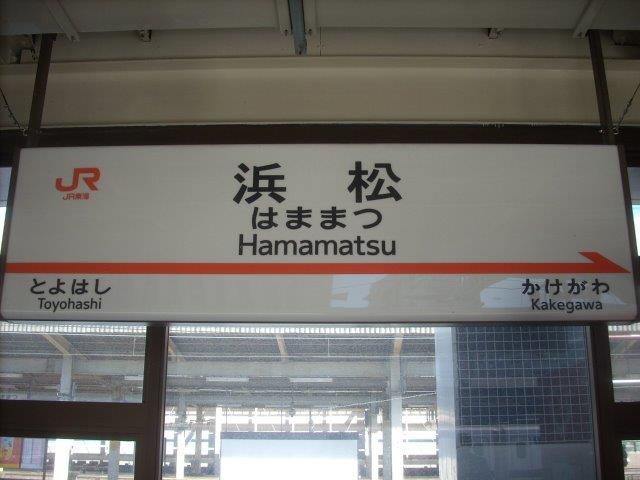 JR
JR東海
浜 松
はままつ
Hamamatsu
とよはし
Toyohashi
かけがわ
Kakegawa